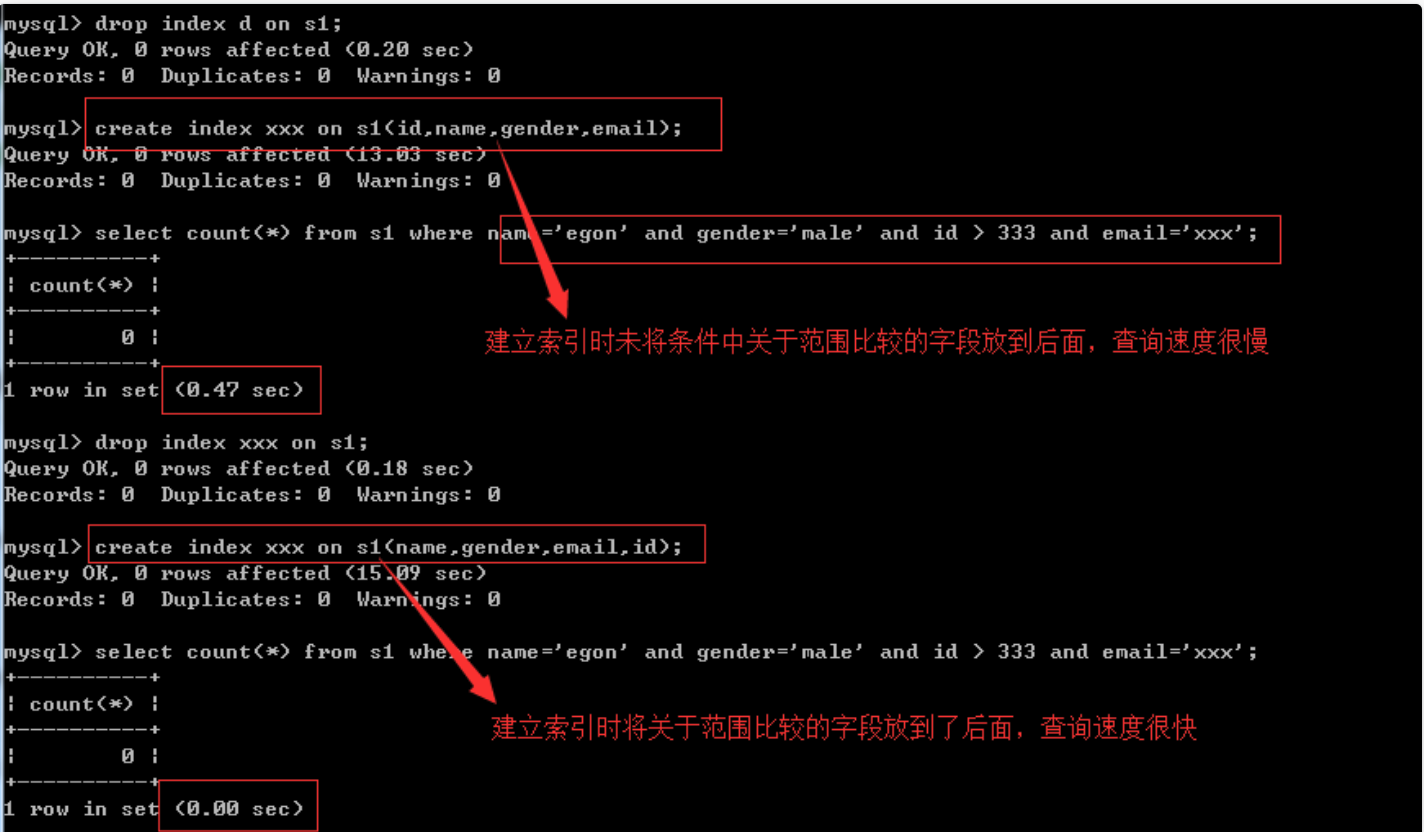 mysql> drop index d on s1;
Query OK, 0 rows affected (0.20 sec)
Records: 0  Duplicates: 0  Warnings: 0
mysql> create index xxx on s1(id,name,gender,email);
Query OK, 0 rows affected (13.03 sec)
Records: 0  Duplicates: 0  Warnings: 0
mysql> select count(*) from s1 where name='egon' and gender='male' and id > 333 and email='xxx';
+----------+
| count(*) |
+----------+
|        0 |
建立索引时未将条件中关于范围比较的字段放到后面，查询速度很慢
+----------+
1 row in set (0.47 sec)
mysql> drop index xxx on s1;
Query OK, 0 rows affected (0.18 sec)
Records: 0  Duplicates: 0  Warnings: 0
mysql> create index xxx on s1(name,gender,email,id);
Query OK, 0 rows affected (15.09 sec)
Records: 0  Duplicates: 0  Warnings: 0
mysql> select count(*) from s1 where name='egon' and gender='male' and id > 333 and email='xxx';
+----------+
| count(*) |
+----------+
建立索引时将关于范围比较的字段放到了后面，查询速度很快
|        0 |
+----------+
1 row in set (0.00 sec)